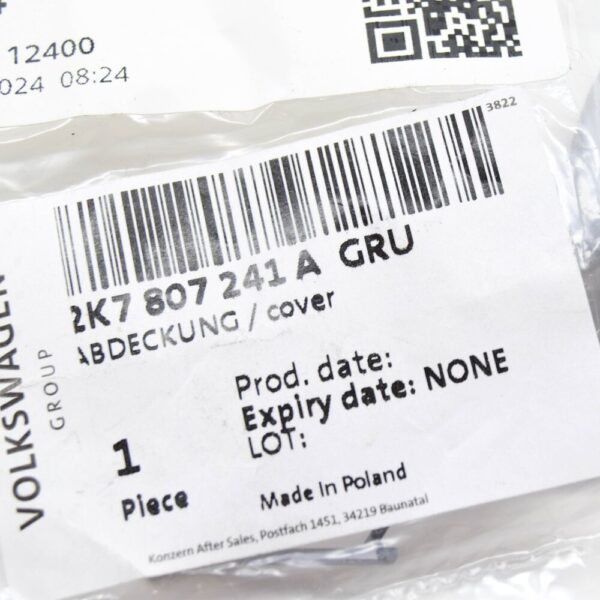 12400
024 08:24
3822
2K7 807 241 A GRU
ABDECKUNG / cover
VOLKSWAGEN
GROUP
Prod. date:
Expiry date: NONE
LOT:
1
Piece
Made In Poland
Konzern After Sales, Postfach 1451, 34219 Baunatal